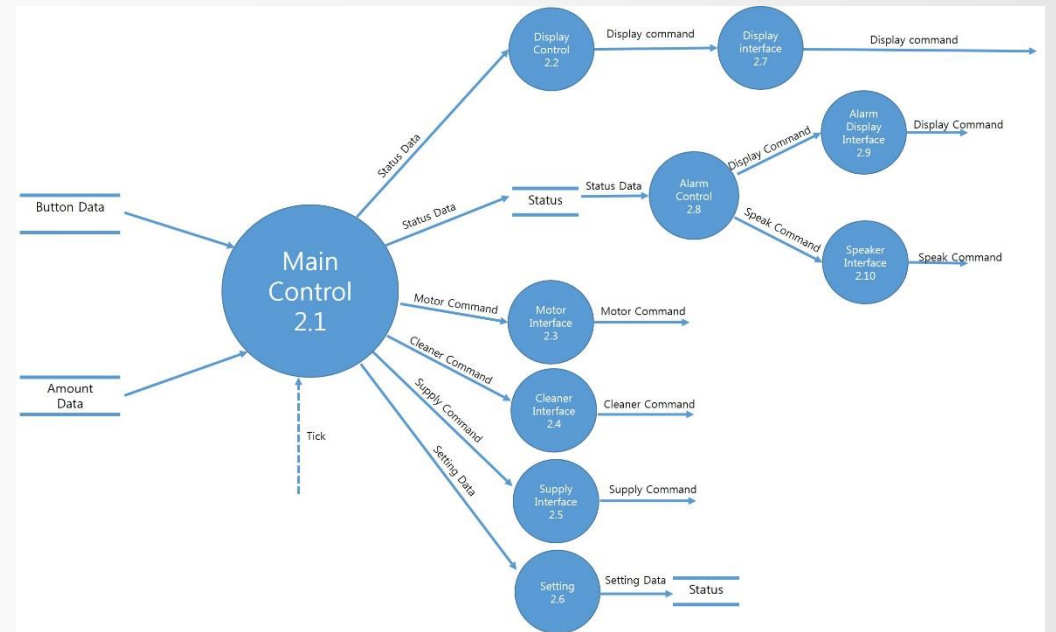 Display
Control
2.2
Display command
Display
interface
2.7
Display command
Status Data
Alarm
Display
Interface
2.9
Display Command
Display Command
Button Data
Status Data
Status
Status Data
Alarm
Control
2.8
Speak Command
Speaker
Interface
2.10
Speak Command
Main
Control
2.1
Motor Command
Motor
Interface
2.3
Motor Command
Cleaner Command
Cleaner
Interface
2.4
Cleaner Command
Amount
Data
Supply Command
Supply
Interface
2.5
Supply Command
Tick
Setting Data
Setting
2.6
Setting Data
Status